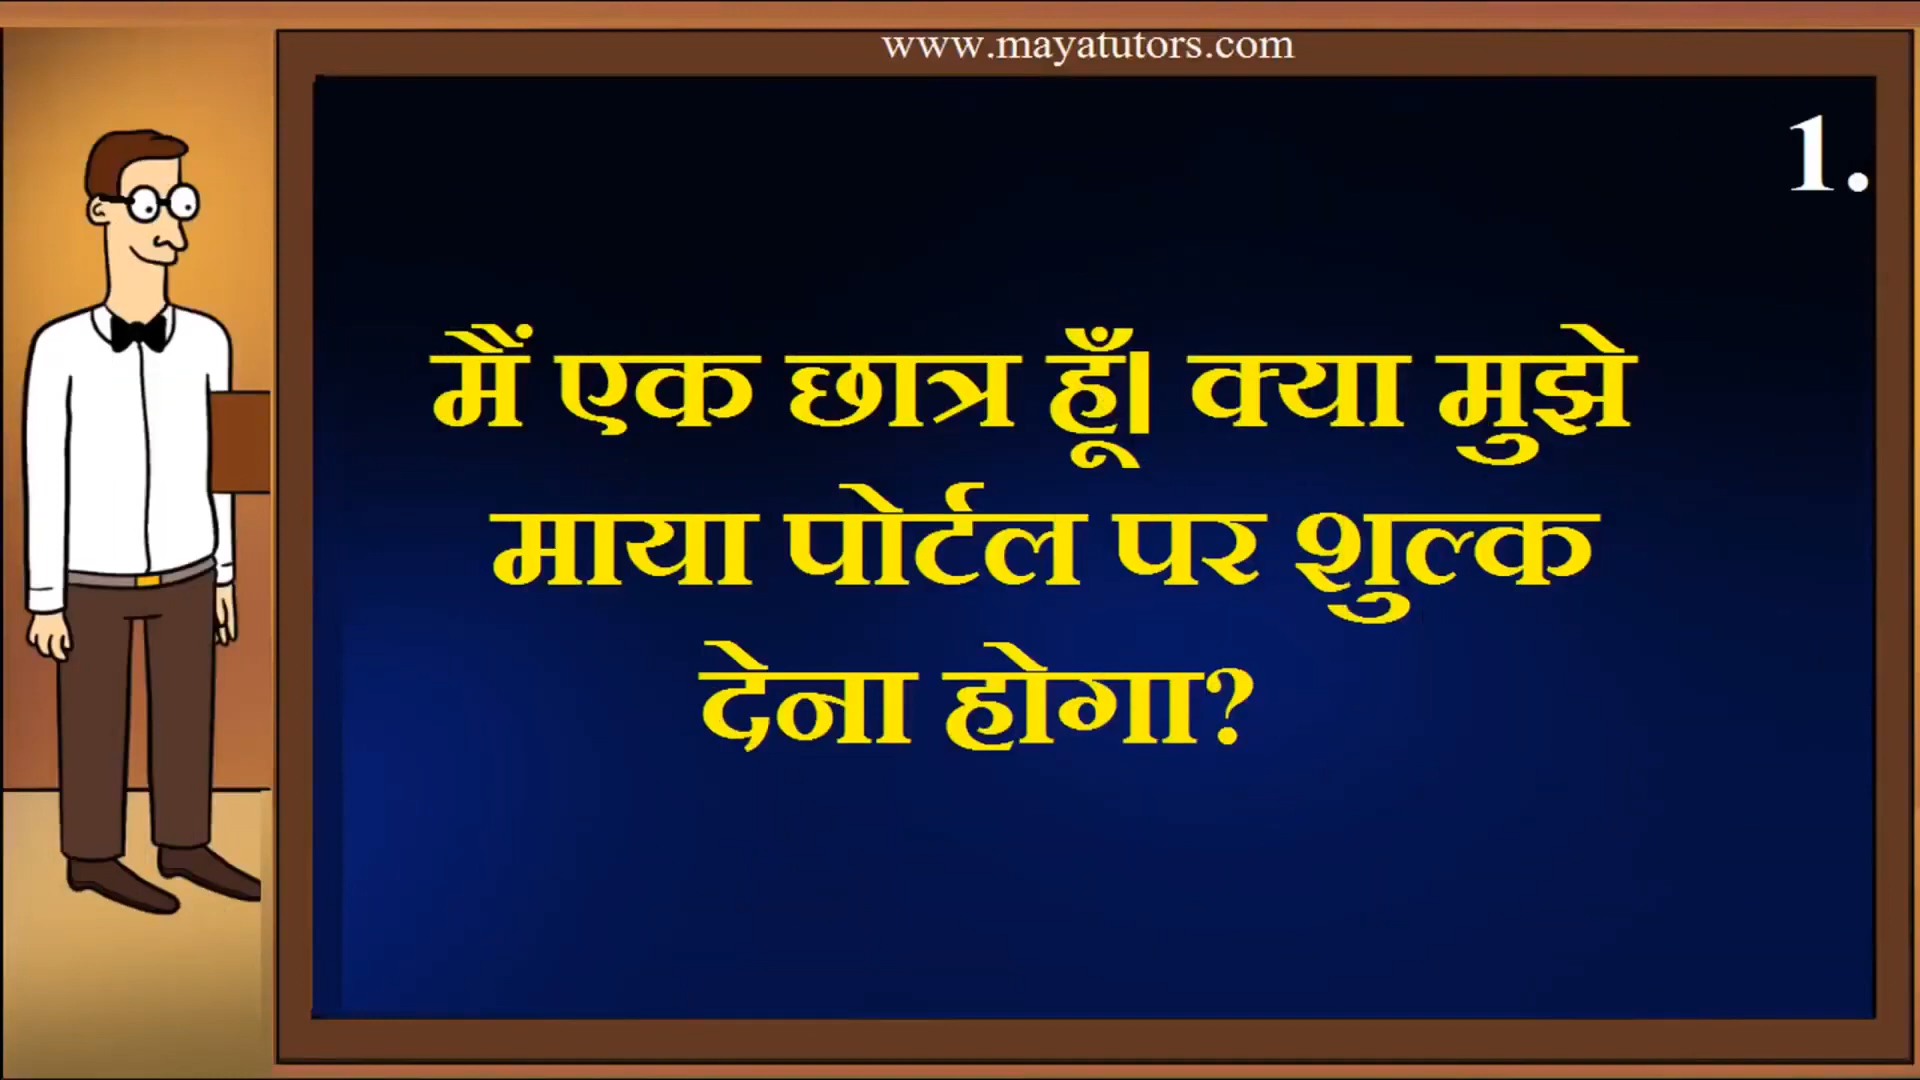 www.mayatutors.com
1.
मैं एक छात्र हूँ। क्या मुझे
माया पोर्टल पर शुल्क
देना होगा?